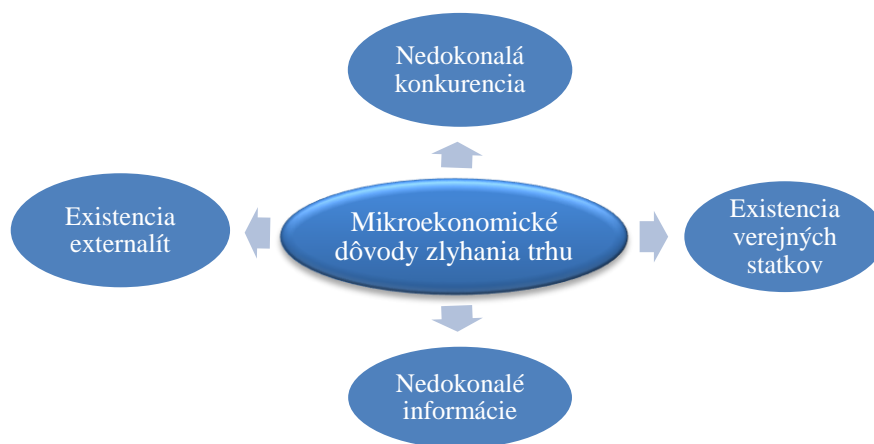 Nedokonalá
konkurencia
Existencia
externalít
Mikroekonomické
dôvody zlyhania trhu
Existencia
verejných
statkov
Nedokonalé
informácie